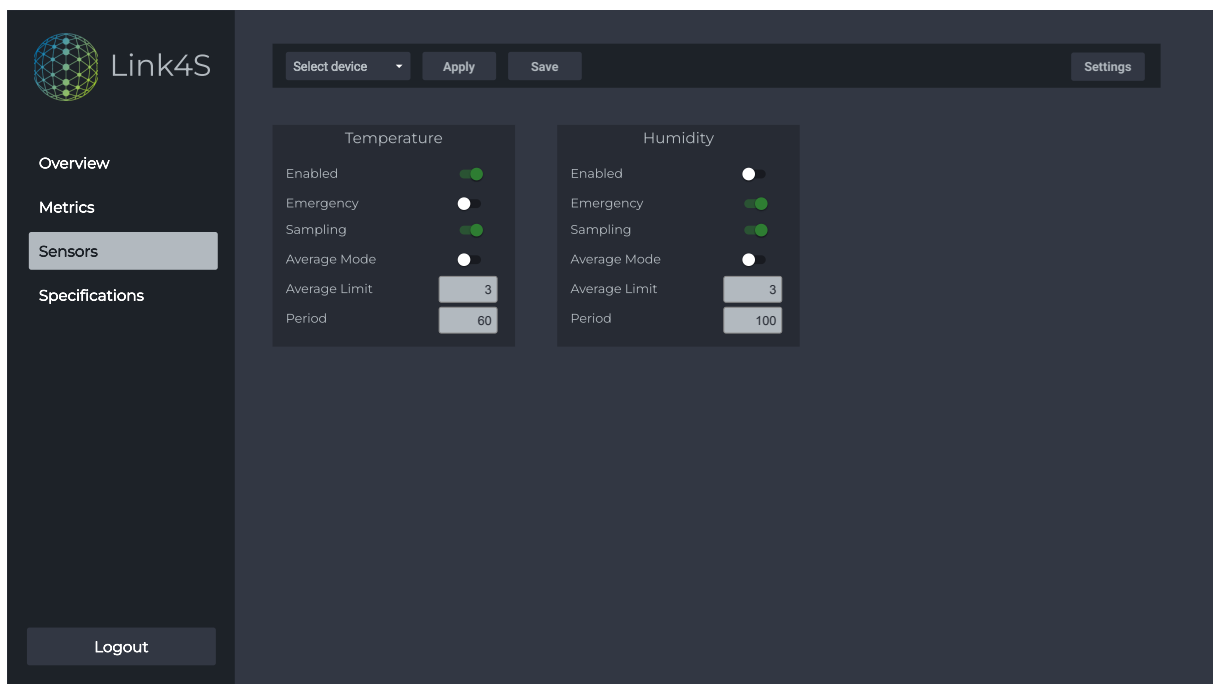 Link4S
Select device Apply Save Settings
Overview
Metrics
Sensors
Specifications
Temperature
Enabled
Emergency
Sampling
Average Mode
Average Limit 3
Period 60
Humidity
Enabled
Emergency
Sampling
Average Mode
Average Limit 3
Period 100
Logout